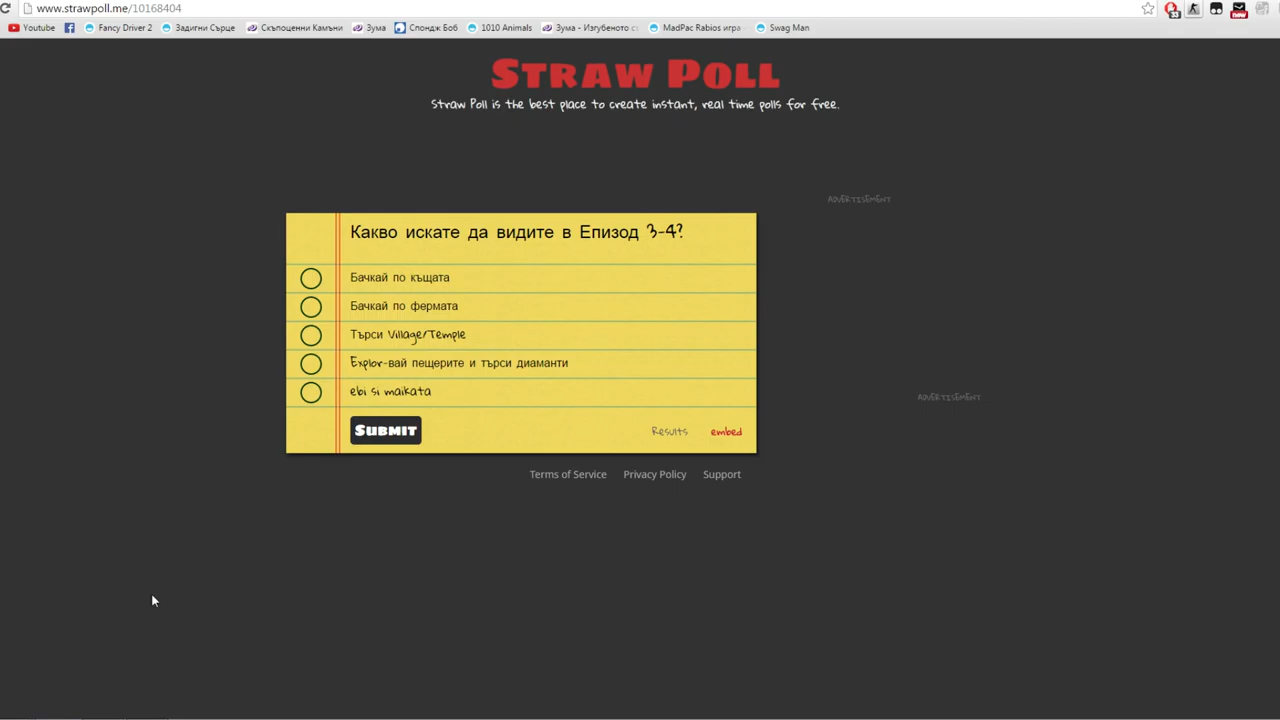 www.strawpoll.me/10168404
Youtube Fancy Driver 2 Задигни Сърце Скъпоценни Камъни Зума Спондж Боб 1010 Animals Зума - Изгубеното с MadPac Rabios игра Swag Man
33
new
STRAW POLL
Straw Poll is the best place to create instant, real time polls for free.
ADVERTISEMENT
Какво искате да видите в Епизод 3-4?
Бачкай по къщата
Бачкай по фермата
Търси Village/Temple
Explor-вай пещерите и търси диаманти
ebi si maikata
ADVERTISEMENT
SUBMIT Results embed
Terms of Service Privacy Policy Support